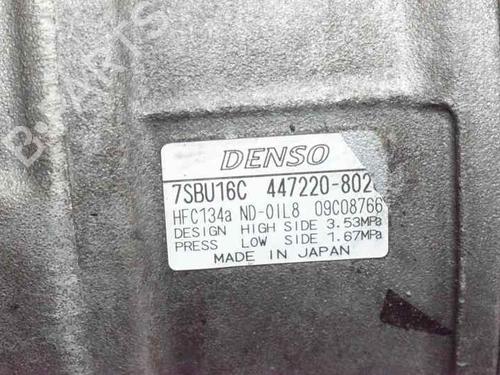 DENSO
7SBU16C 447220-802
HFC134a ND-OIL8 09C08766
DESIGN HIGH SIDE 3.53MPa
PRESS LOW SIDE 1.67MPa
MADE IN JAPAN